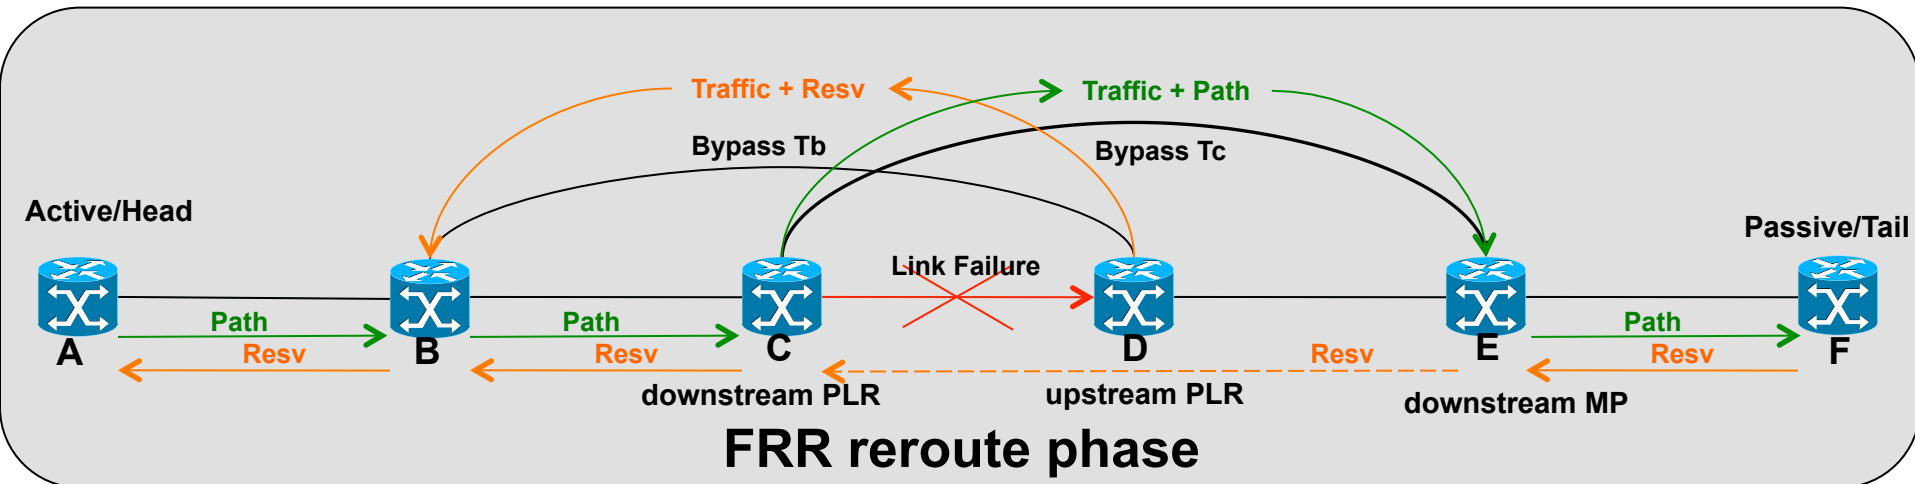 Traffic + Resv
Traffic + Path
Bypass Tb
Bypass Tc
Active/Head
Passive/Tail
Link Failure
Path
Path
Path
A
B
C
D
E
F
Resv
Resv
Resv
Resv
downstream PLR
upstream PLR
downstream MP
FRR reroute phase